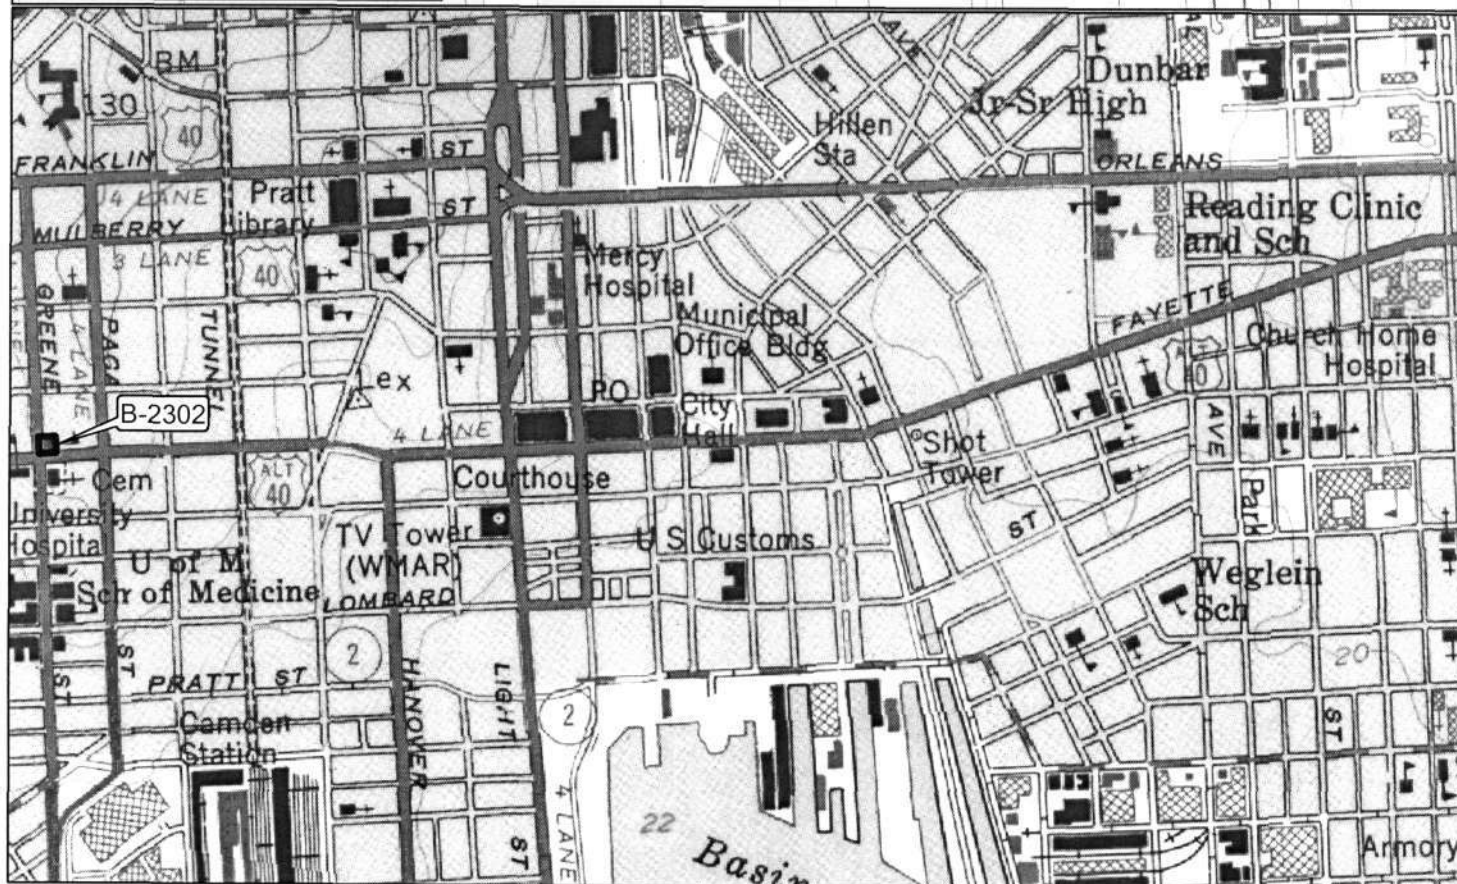 BM
AVE
Dunbar
Jr-Sr High
130
40
Hillen
Sta
ST
FRANKLIN
ORLEANS
4 LANE
Pratt
Library
ST
MULBERRY
3 LANE
40
Reading Clinic
and Sch
Mercy
Hospital
GREENE
4 LANE
PACA
TUNNEL
Municipal
Office Bldg
FAYETTE
ALT
40
Church Home
Hospital
ex
B-2302
PO
City
Hall
4 LANE
AVE
Shot
Tower
Cem
ALT
40
Courthouse
University
Hospital
TV Tower
(WMAR)
U S Customs
ST
Park
U of M
Sch of Medicine
LOMBARD
Weglein
Sch
2
ST
ST
PRATT ST
HANOVER
LIGHT
2
20
Camden
Station
ST
4 LANE
22
ST
Basin
Armory